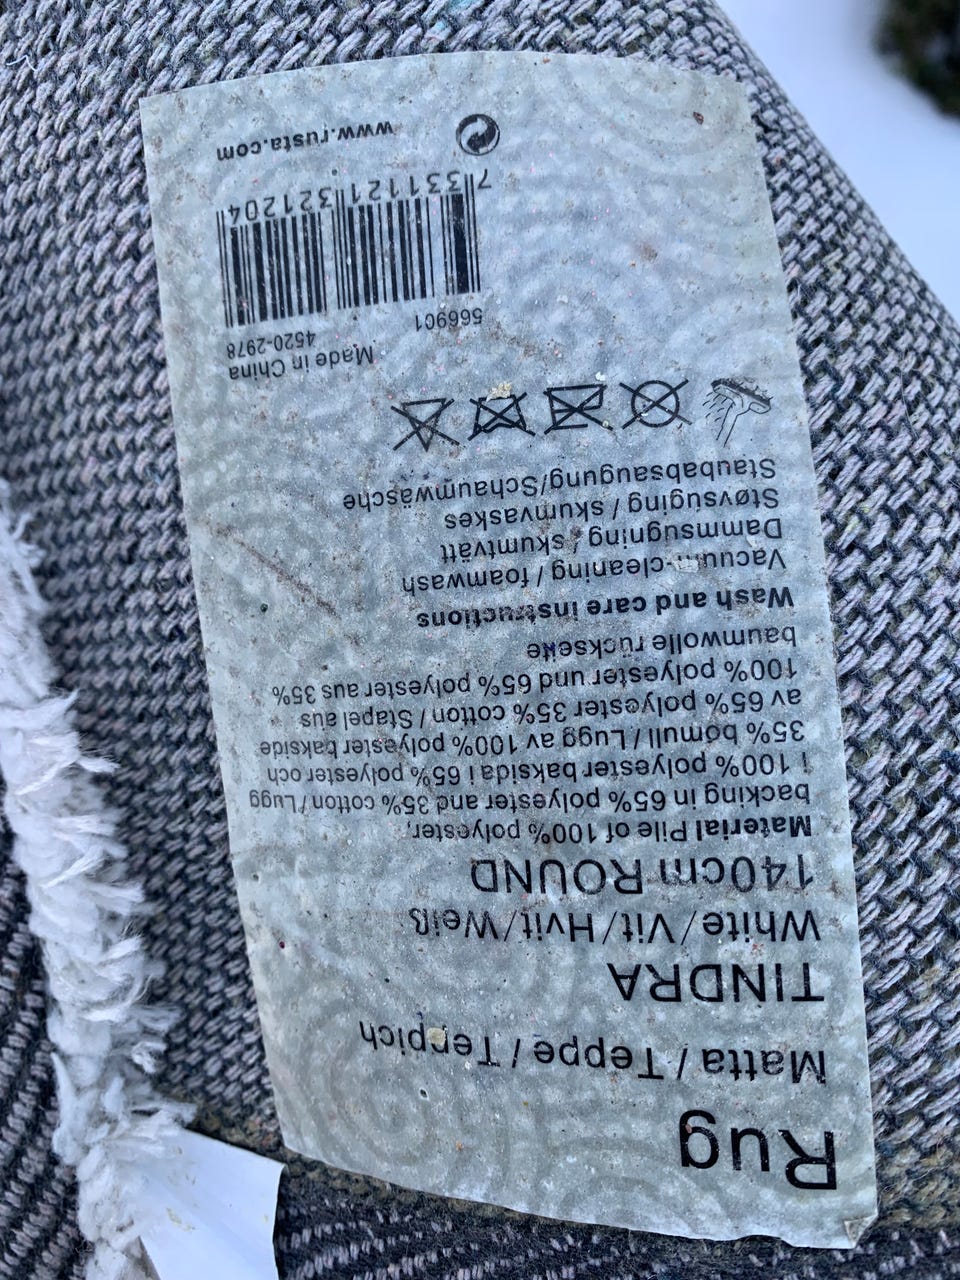 Rug
Matta / Teppe / Teppich
TINDRA
White/Vit/Hvit/Weiß
140cm ROUND
Material Pile of 100% polyester,
backing in 65% polyester and 35% cotton / Lugg
i 100% polyester baksida i 65% polyester och
35% bomull / Lugg av 100% polyester bakside
av 65% polyester 35% cotton / Stapel aus
100% polyester und 65% polyester aus 35%
baumwolle rückseite
Wash and care instructions
Vacuum-cleaning / foamwash
Dammsugning / skumtvätt
Støvsuging / skumvaskes
Staubabsaugung/Schaumwäsche
Made in China
4520-2978
566901
7 331121 321204
www.rusta.com